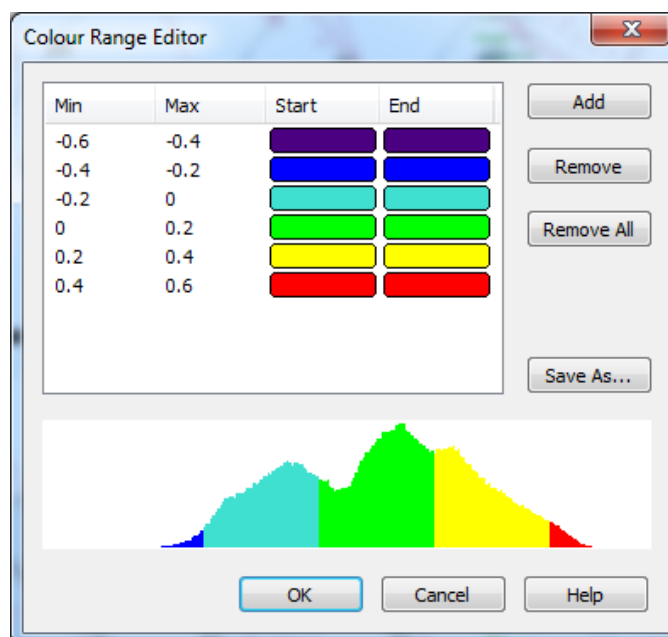 Colour Range Editor
Min Max Start End
-0.6 -0.4
-0.4 -0.2
-0.2 0
0 0.2
0.2 0.4
0.4 0.6
Add
Remove
Remove All
Save As...
OK Cancel Help